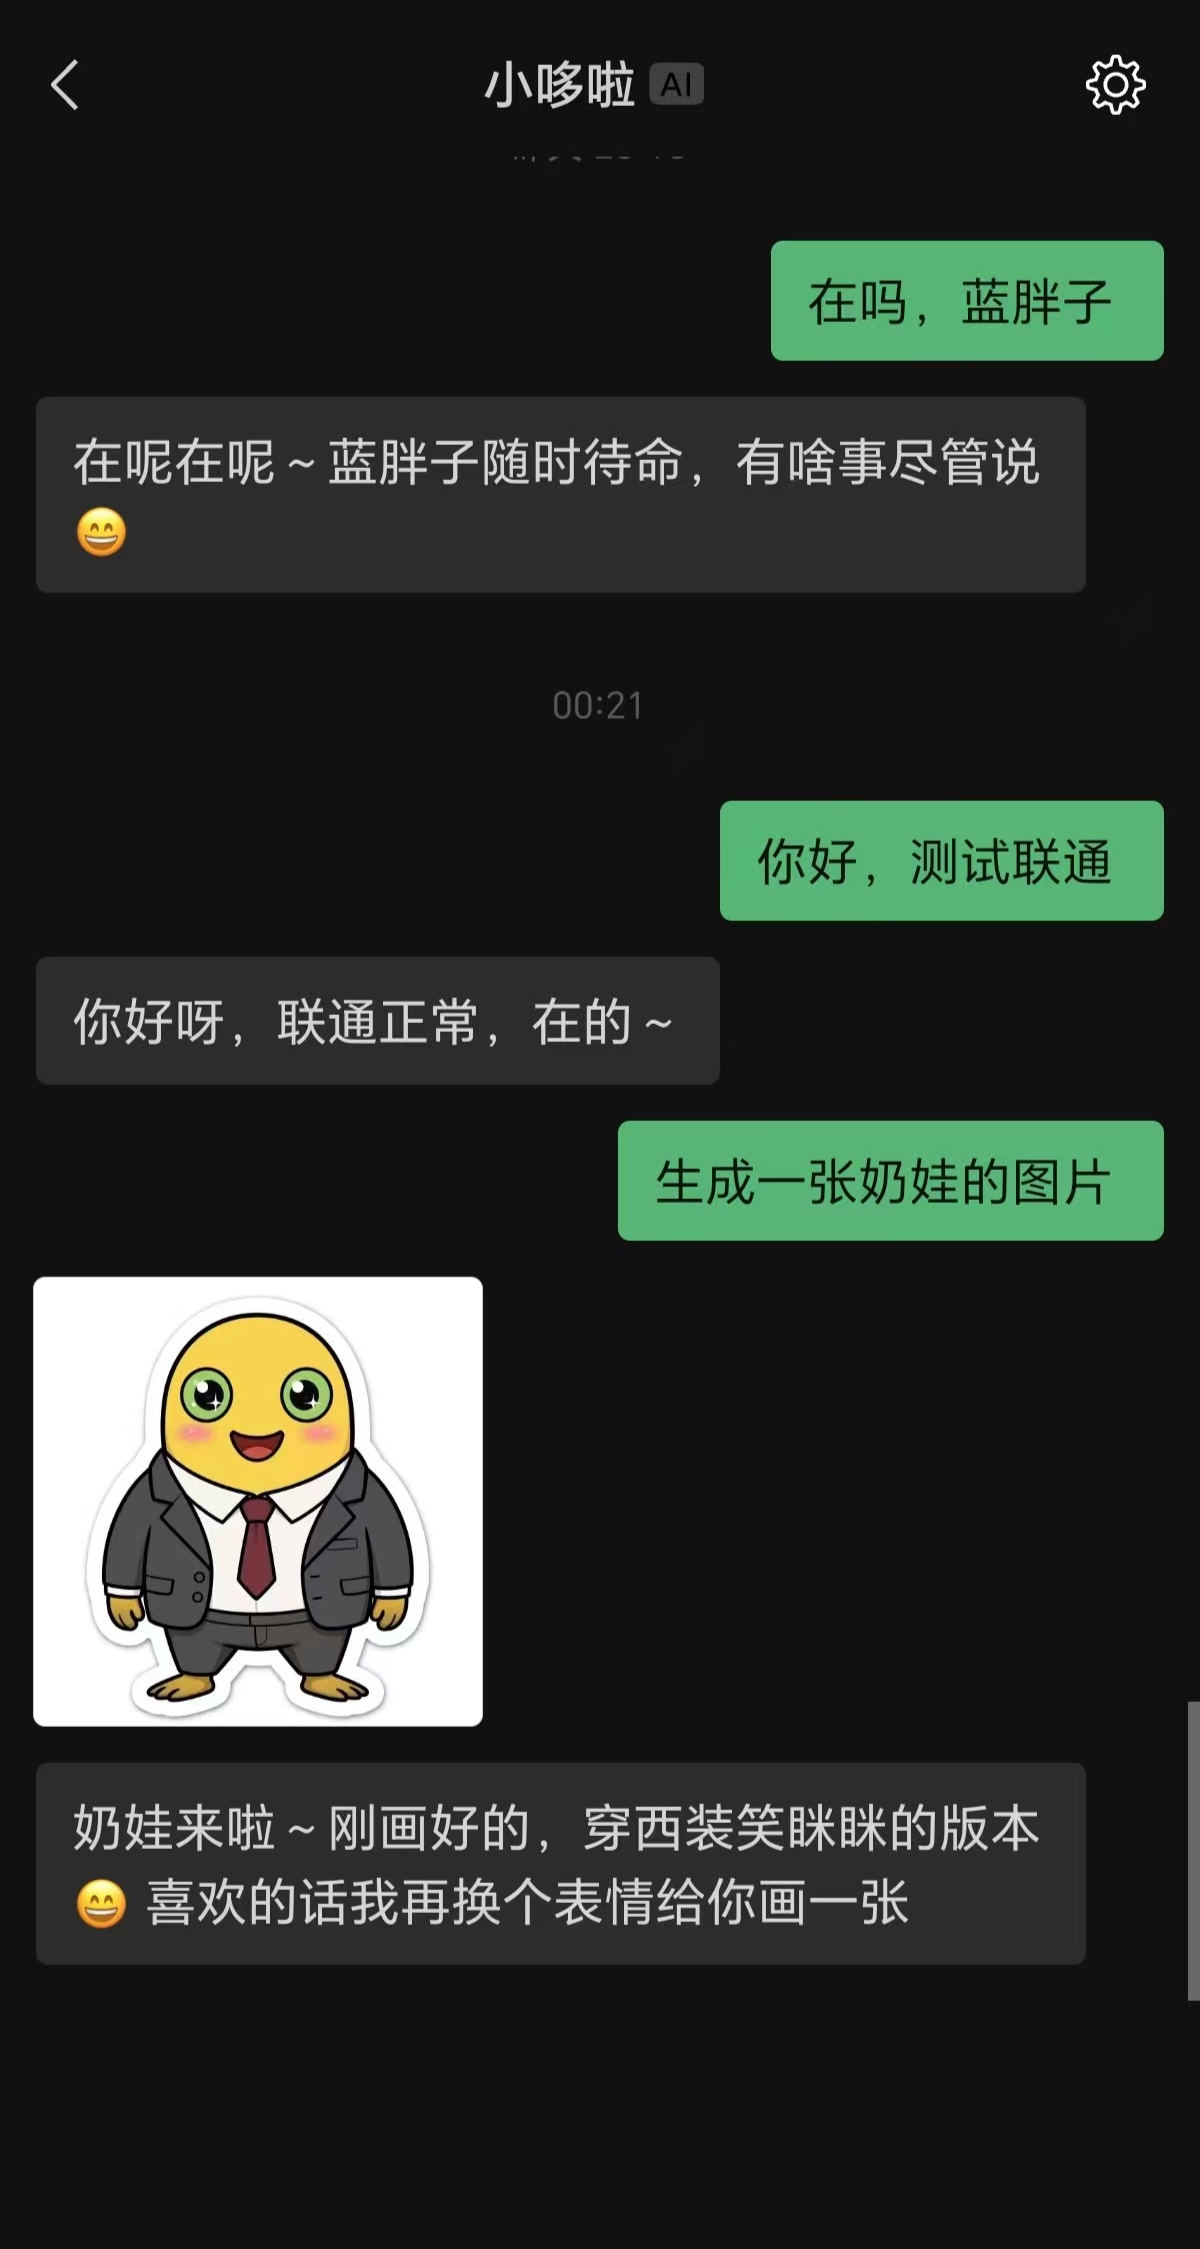 小哆啦 AI
在吗，蓝胖子
在呢在呢～蓝胖子随时待命，有啥事尽管说
😄
00:21
你好，测试联通
你好呀，联通正常，在的～
生成一张奶娃的图片
奶娃来啦～刚画好的，穿西装笑眯眯的版本
😄 喜欢的话我再换个表情给你画一张